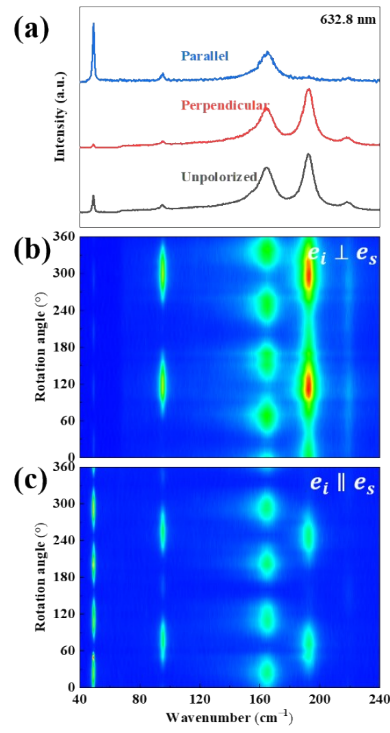 (a)
632.8 nm
Parallel
Perpendicular
Unpolorized
Intensity (a.u.)
(b)
e_i ⊥ e_s
360
300
240
180
120
60
0
Rotation angle (°)
(c)
e_i ∥ e_s
360
300
240
180
120
60
0
Rotation angle (°)
40 80 120 160 200 240
Wavenumber (cm⁻¹)